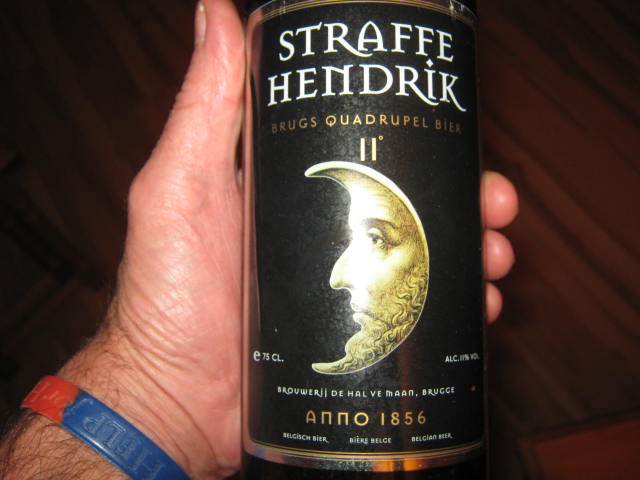 STRAFFE
HENDRIK
BRUGS QUADRUPEL BIER
11°
e 75 CL. ALC.11% VOL.
BROUWERIJ DE HALVE MAAN, BRUGGE
ANNO 1856
BELGISCH BIER BIÈRE BELGE BELGIAN BEER
HELP